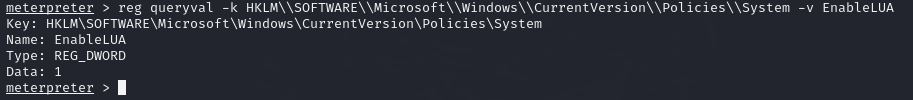 meterpreter > reg queryval -k HKLM\\SOFTWARE\\Microsoft\\Windows\\CurrentVersion\\Policies\\System -v EnableLUA
Key: HKLM\SOFTWARE\Microsoft\Windows\CurrentVersion\Policies\System
Name: EnableLUA
Type: REG_DWORD
Data: 1
meterpreter >